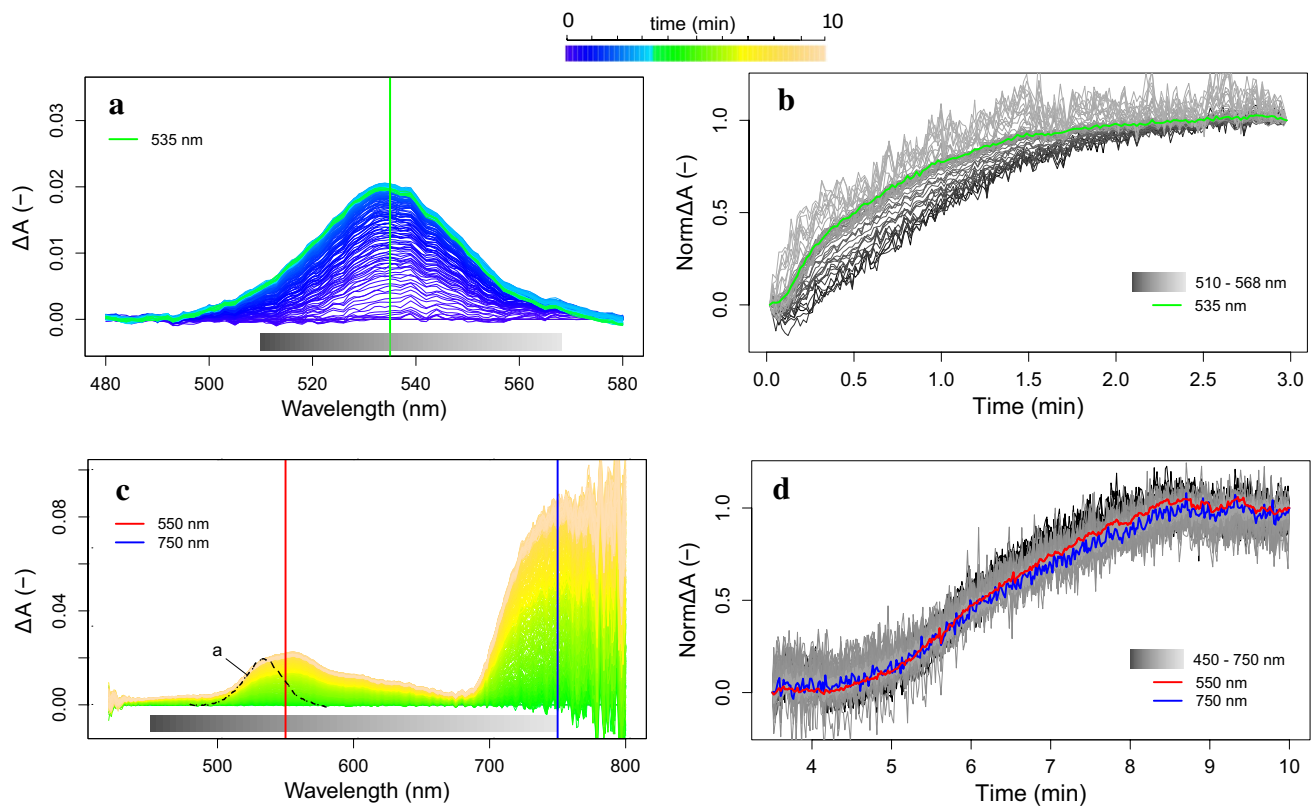 0 time (min) 10
a
535 nm
0.00 0.01 0.02 0.03
ΔA (−)
480 500 520 540 560 580
Wavelength (nm)
b
510 - 568 nm
535 nm
0.0 0.5 1.0
NormΔA (−)
0.0 0.5 1.0 1.5 2.0 2.5 3.0
Time (min)
c
550 nm
750 nm
a
0.00 0.04 0.08
ΔA (−)
500 600 700 800
Wavelength (nm)
d
450 - 750 nm
550 nm
750 nm
0.0 0.5 1.0
NormΔA (−)
4 5 6 7 8 9 10
Time (min)